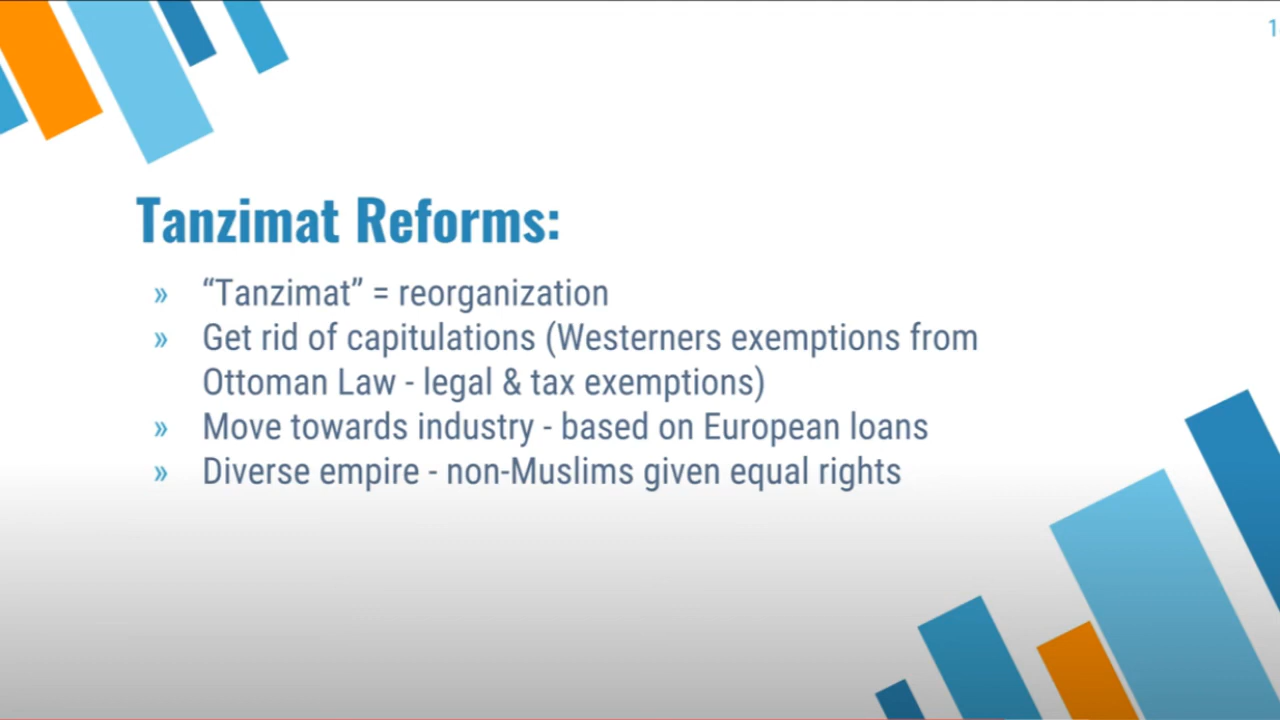 Tanzimat Reforms:
» “Tanzimat” = reorganization
» Get rid of capitulations (Westerners exemptions from
Ottoman Law - legal & tax exemptions)
» Move towards industry - based on European loans
» Diverse empire - non-Muslims given equal rights